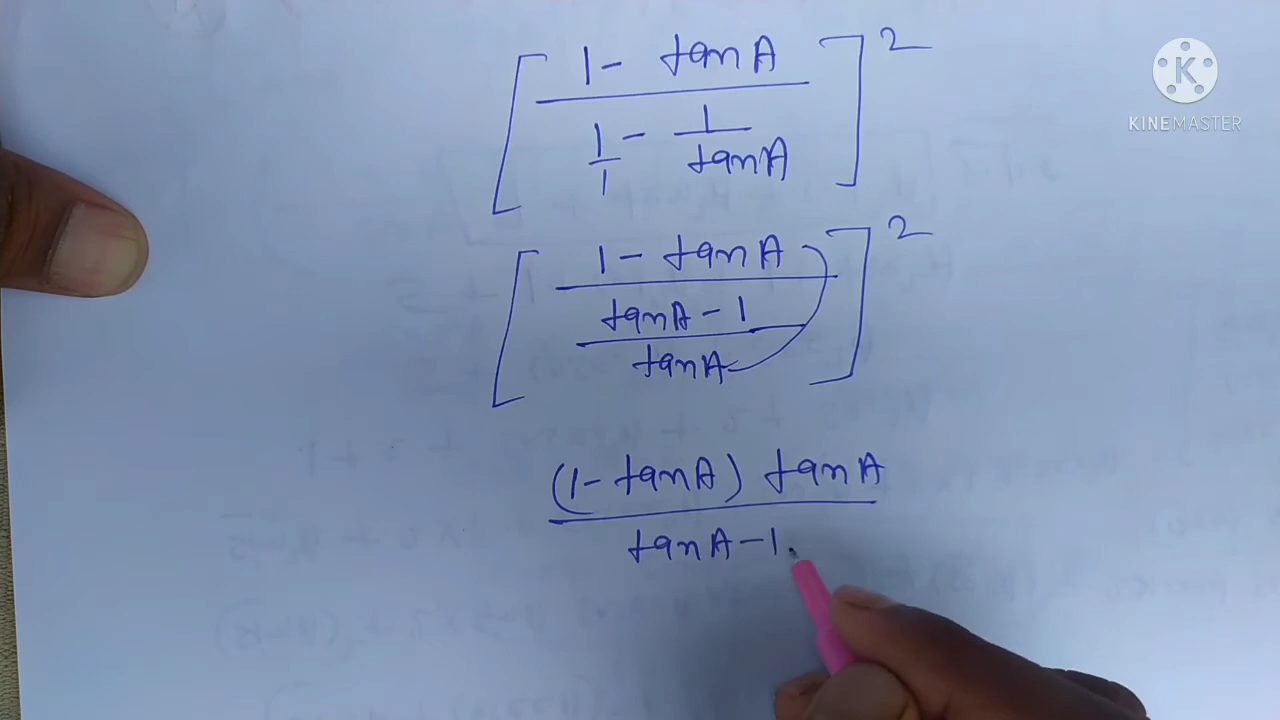 [ 1 - tanA ]²
1/1 - 1/tanA
[ 1 - tanA ]²
tanA - 1
tanA
(1 - tanA) tanA
tanA - 1
K
KINEMASTER